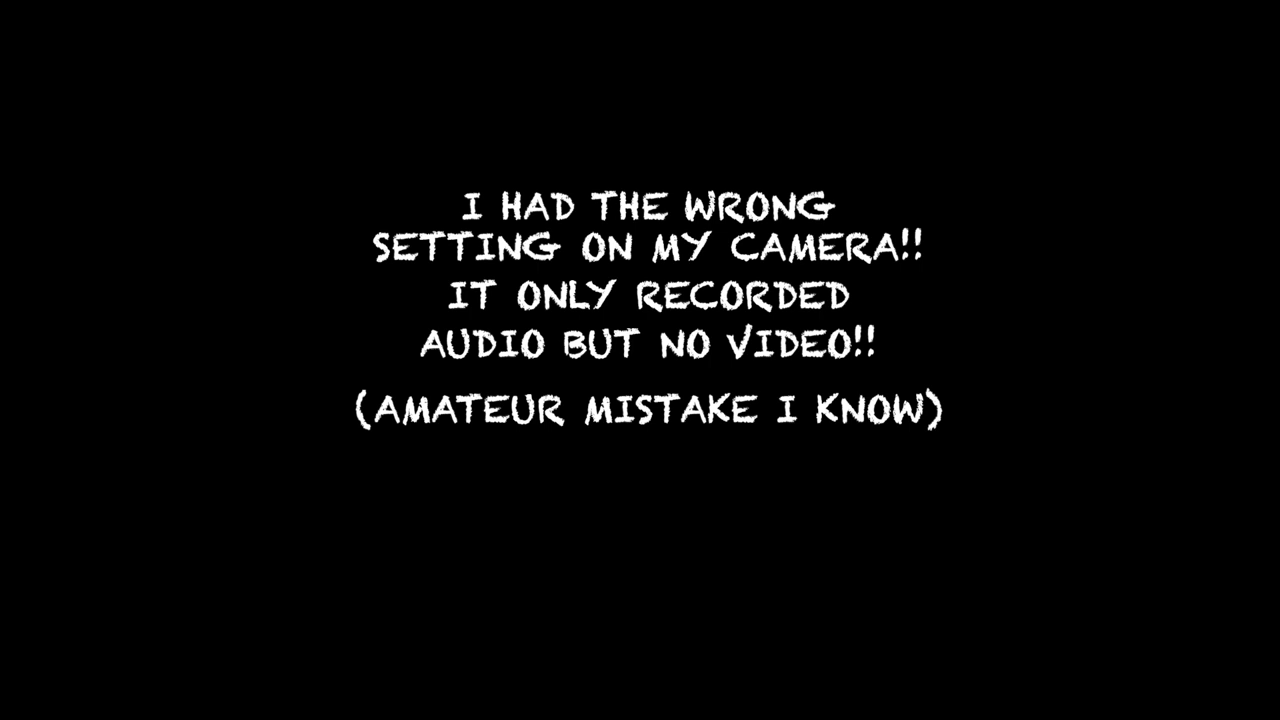 I HAD THE WRONG
SETTING ON MY CAMERA!!
IT ONLY RECORDED
AUDIO BUT NO VIDEO!!
(AMATEUR MISTAKE I KNOW)